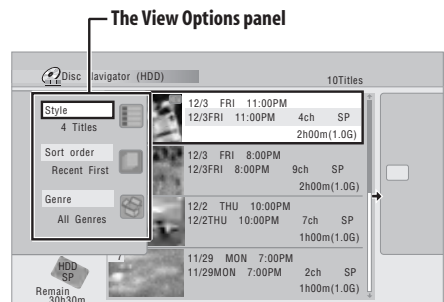 The View Options panel
Disc Navigator (HDD)
10Titles
Style
4 Titles
Sort order
Recent First
Genre
All Genres
HDD
SP
Remain
30h30m
12/3 FRI 11:00PM
12/3FRI 11:00PM 4ch SP
2h00m(1.0G)
12/3 FRI 8:00PM
12/3FRI 8:00PM 9ch SP
2h00m(1.0G)
12/2 THU 10:00PM
12/2THU 10:00PM 7ch SP
1h00m(1.0G)
7
11/29 MON 7:00PM
11/29MON 7:00PM 2ch SP
1h00m(1.0G)